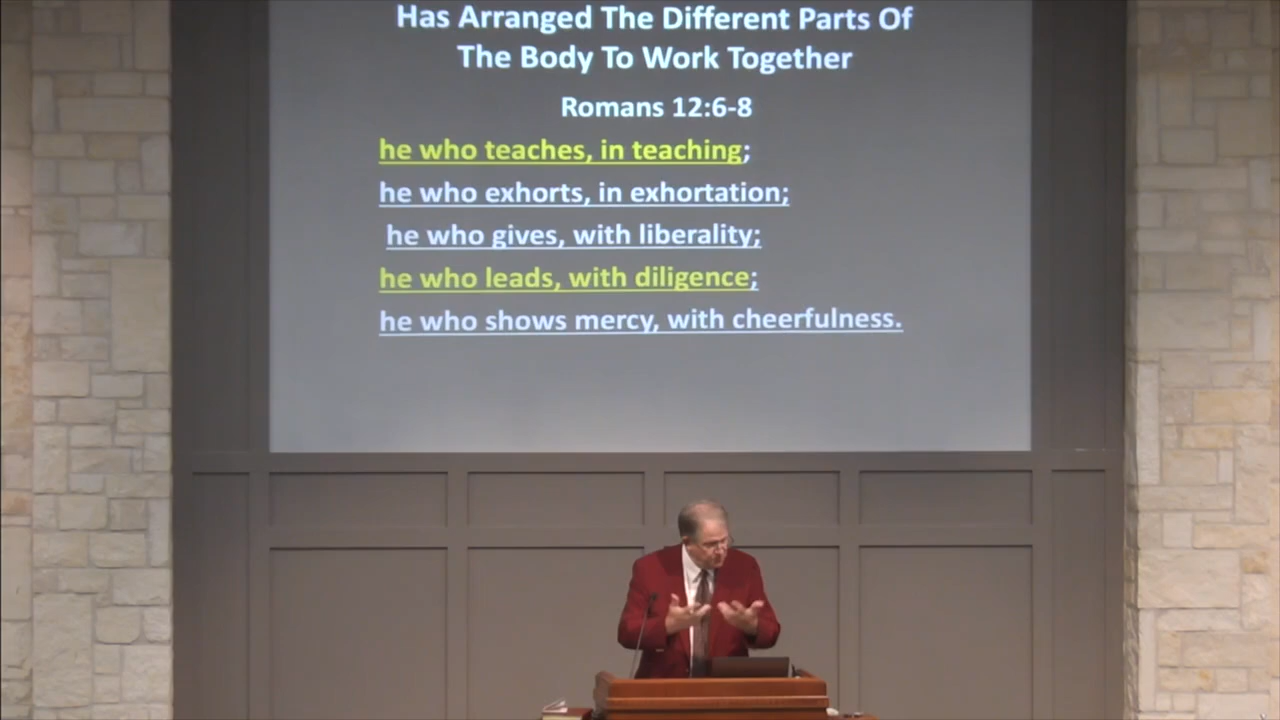 Has Arranged The Different Parts Of
The Body To Work Together
Romans 12:6-8
he who teaches, in teaching;
he who exhorts, in exhortation;
he who gives, with liberality;
he who leads, with diligence;
he who shows mercy, with cheerfulness.